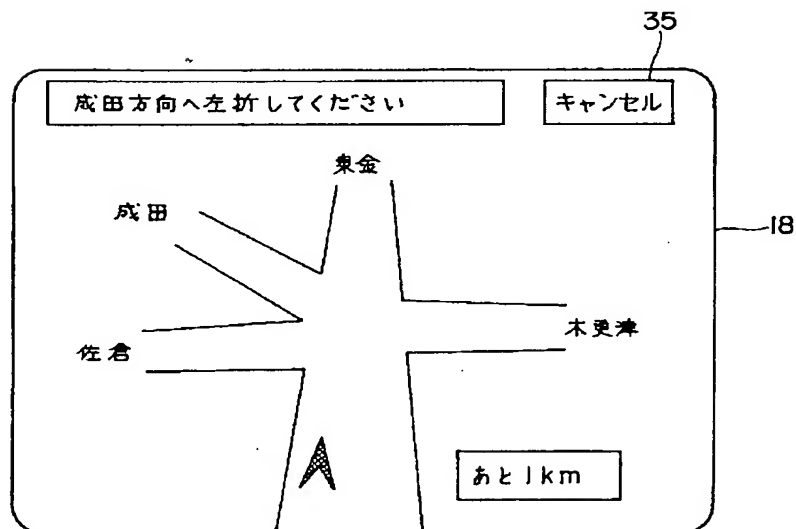 35
成田方向へ左折してください
キャンセル
東金
成田
18
木更津
佐倉
あと1km